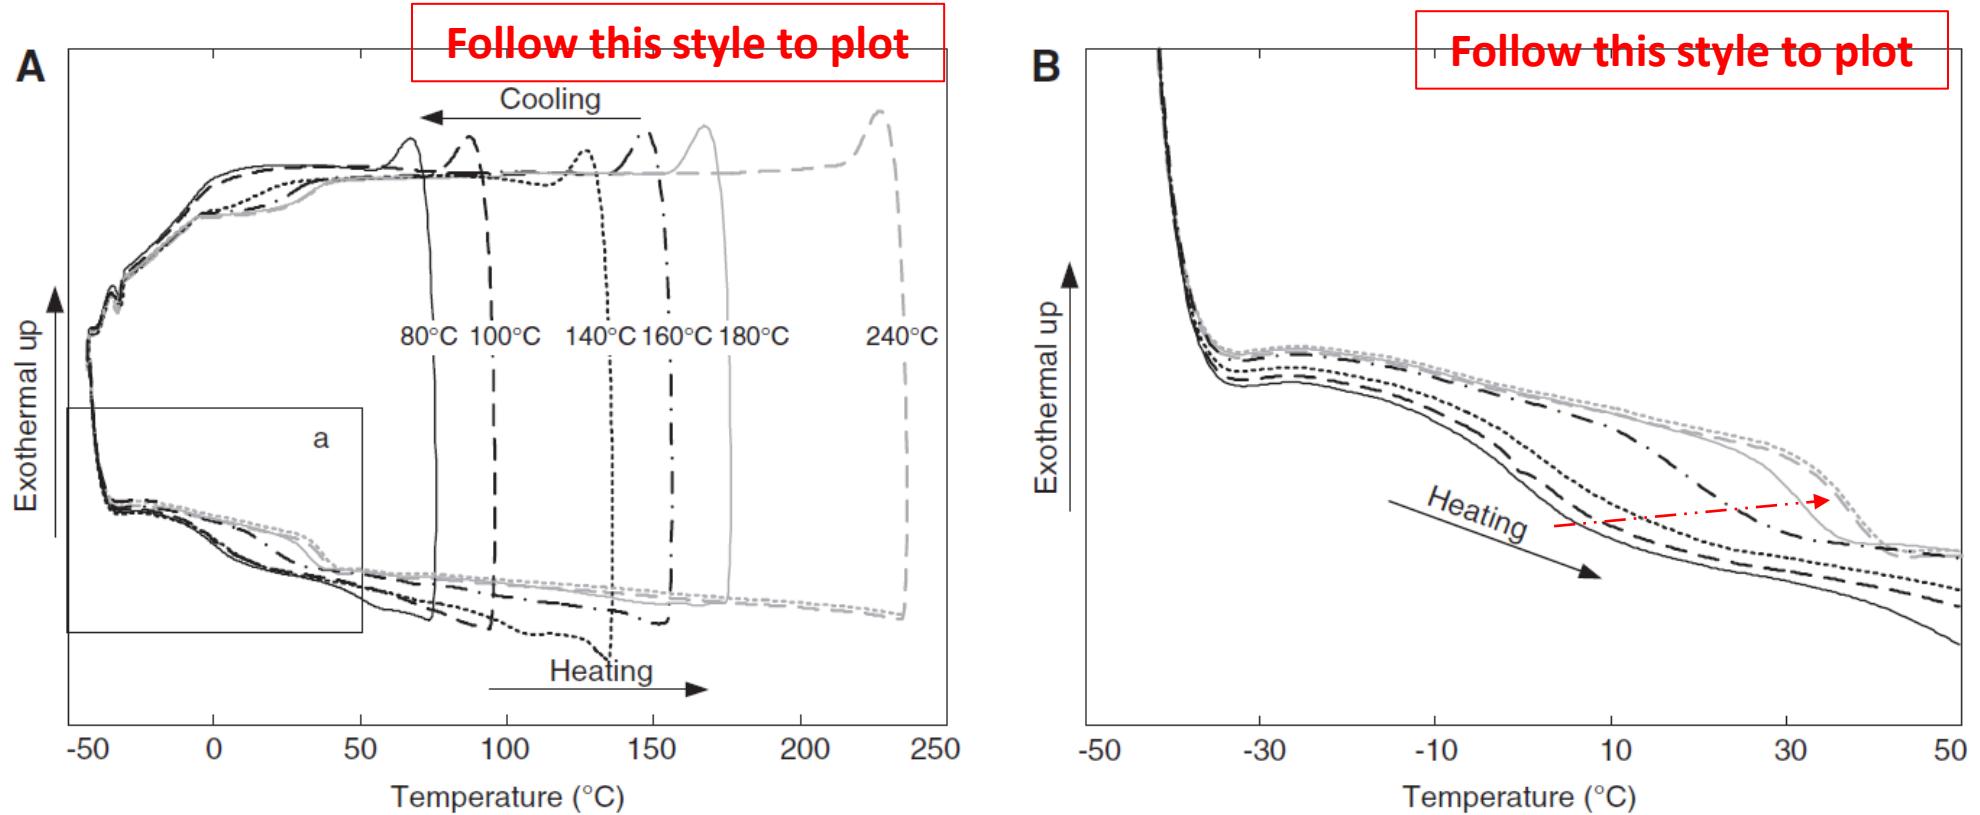 A
Follow this style to plot
Cooling
Exothermal up
80°C
100°C
140°C
160°C
180°C
240°C
a
Heating
-50
0
50
100
150
200
250
Temperature (°C)
B
Follow this style to plot
Exothermal up
Heating
-50
-30
-10
10
30
50
Temperature (°C)